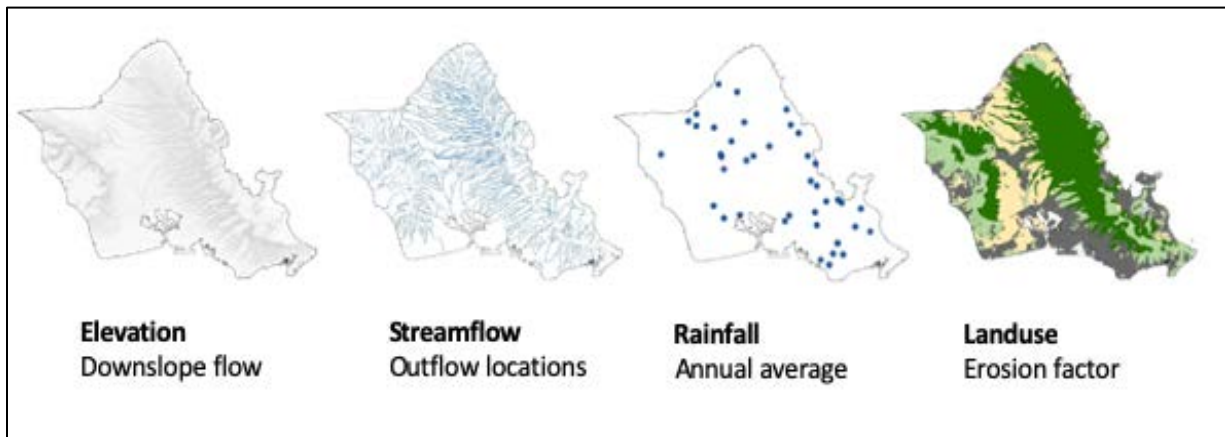 Elevation
Downslope flow
Streamflow
Outflow locations
Rainfall
Annual average
Landuse
Erosion factor